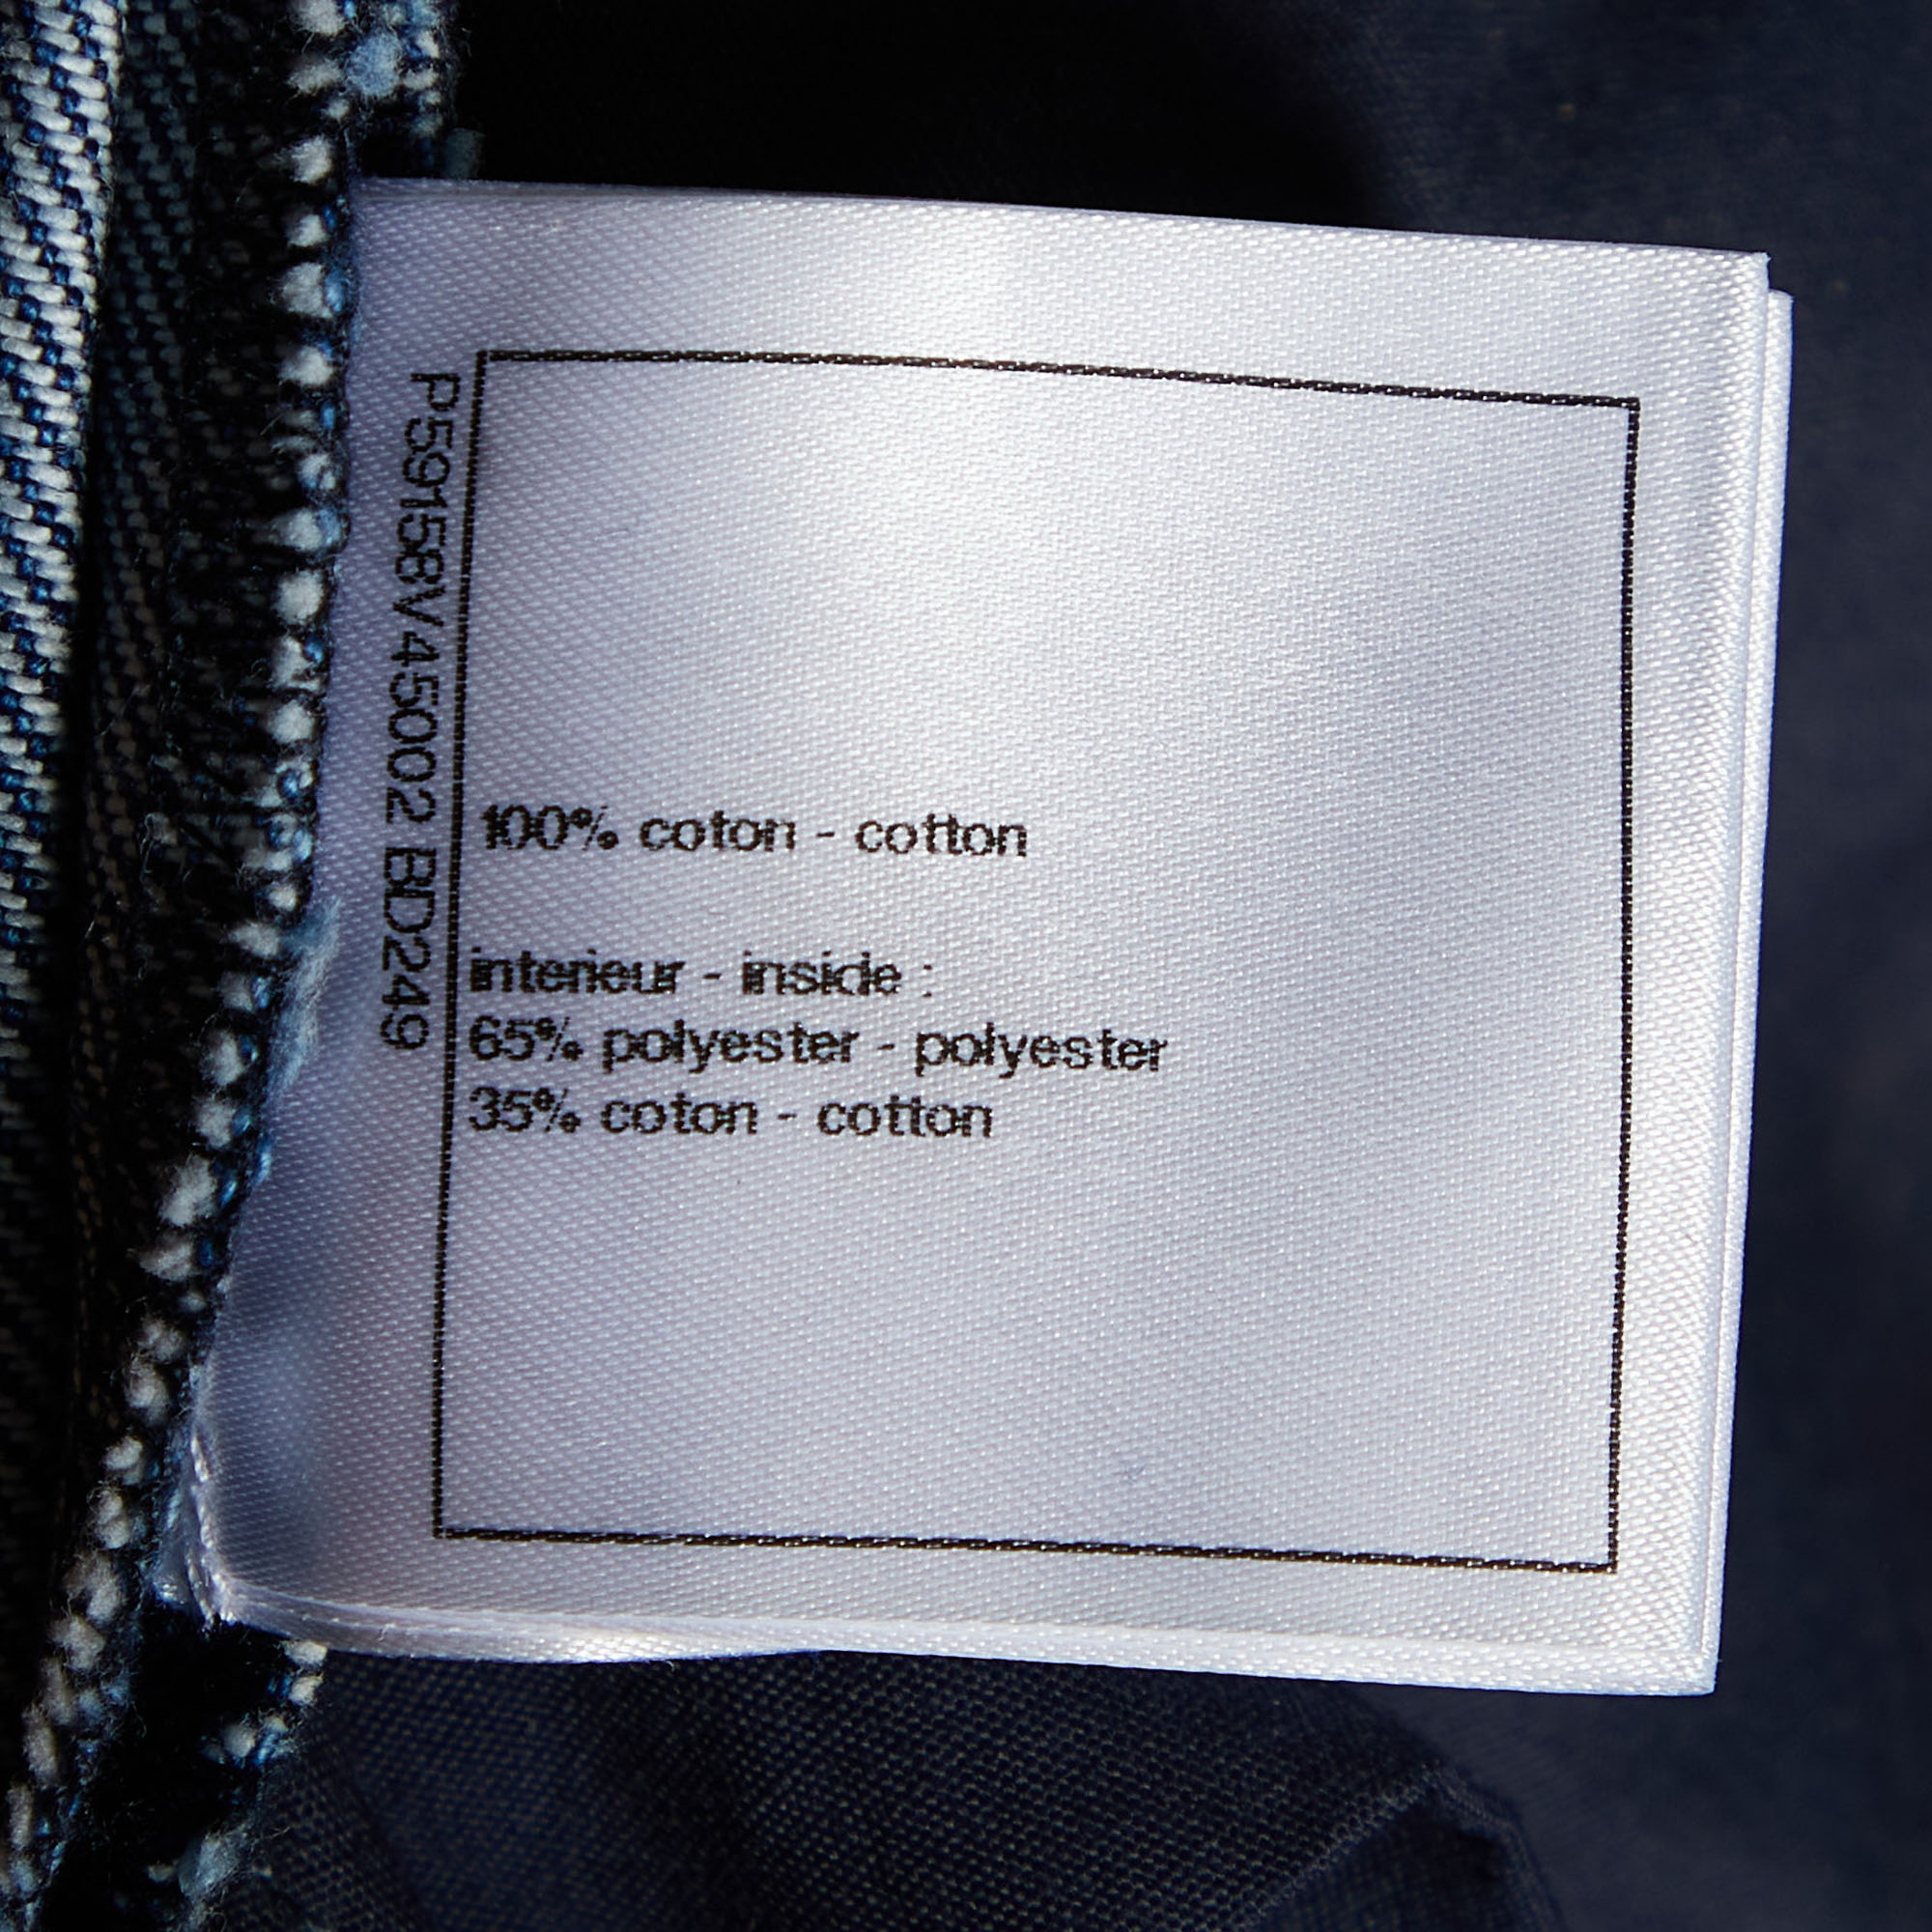 P59158V45002 BD249
100% coton - cotton
interieur - inside :
65% polyester - polyester
35% coton - cotton